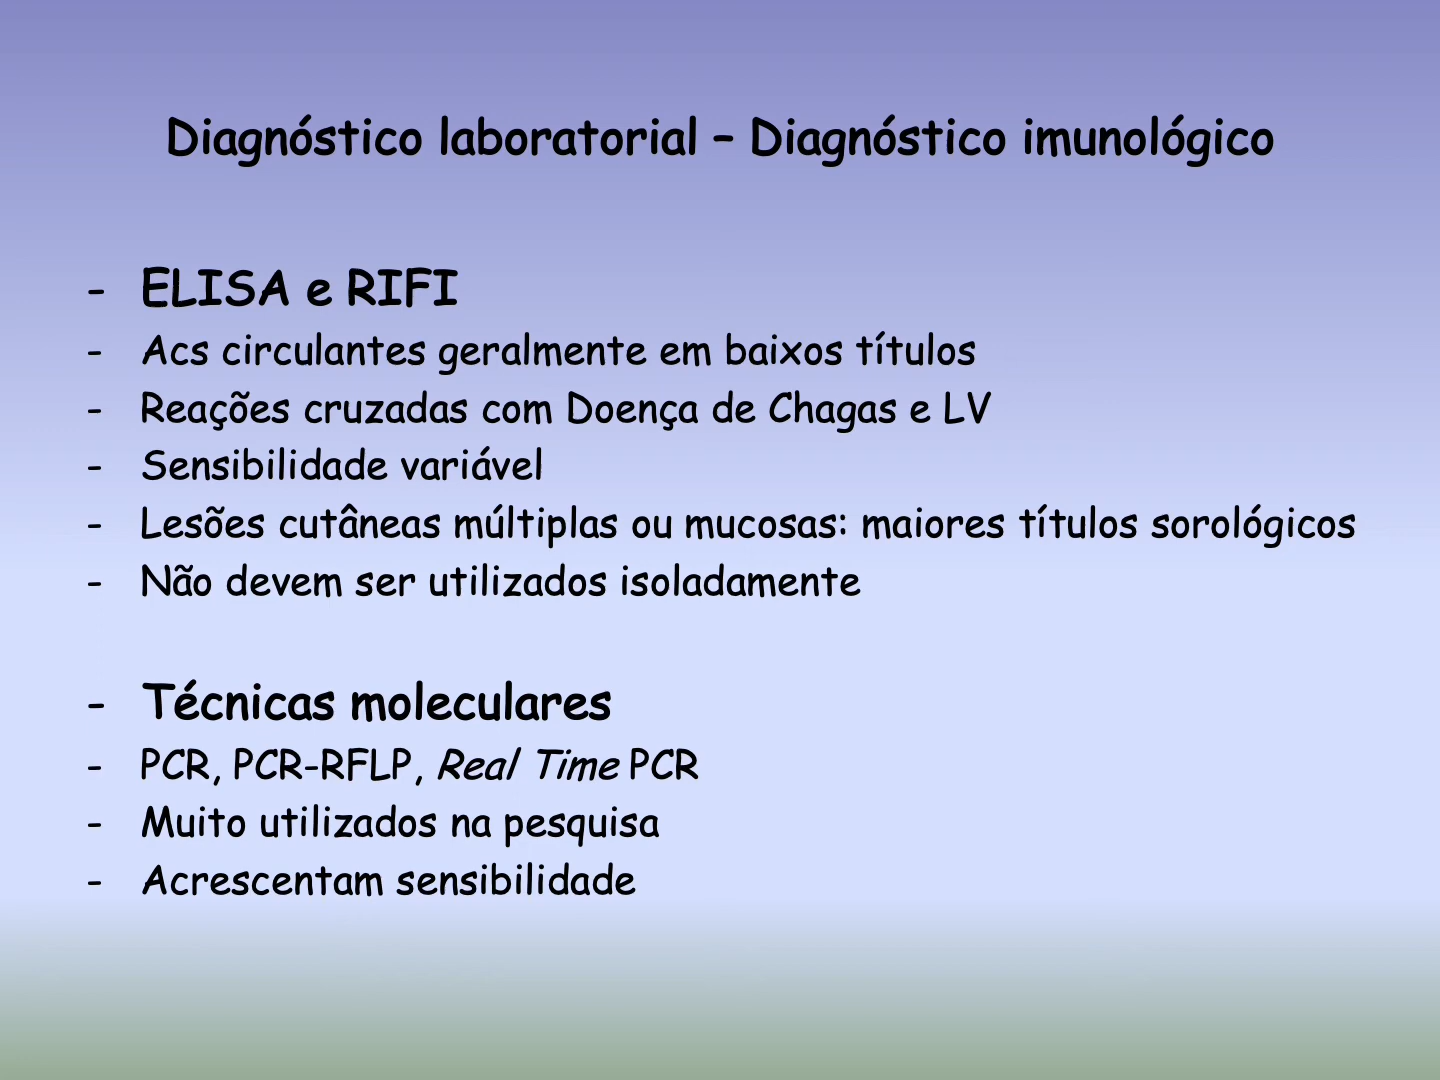 Diagnóstico laboratorial – Diagnóstico imunológico
- ELISA e RIFI
- Acs circulantes geralmente em baixos títulos
- Reações cruzadas com Doença de Chagas e LV
- Sensibilidade variável
- Lesões cutâneas múltiplas ou mucosas: maiores títulos sorológicos
- Não devem ser utilizados isoladamente
- Técnicas moleculares
- PCR, PCR-RFLP, Real Time PCR
- Muito utilizados na pesquisa
- Acrescentam sensibilidade